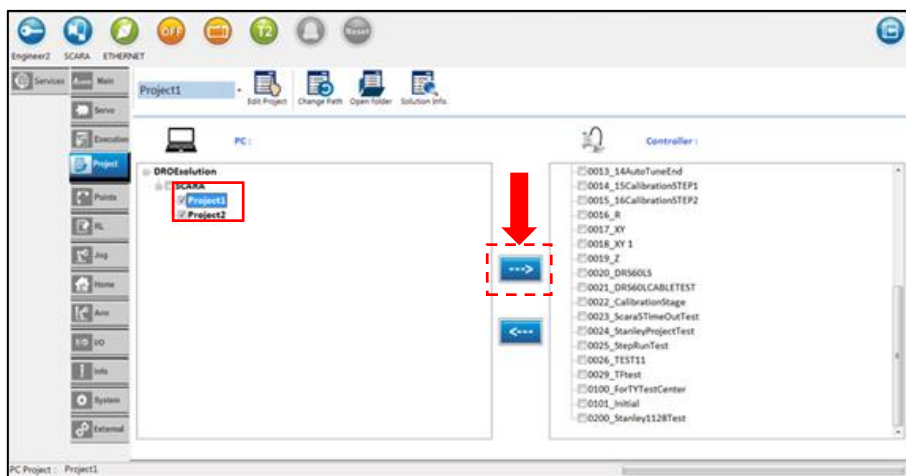 OFF T2 Reset
Engineer2 SCARA ETHERNET
Services Main
Servo
Execution
Project
Points
RL
Jog
Home
Arm
I/O I/O
Info
System
External
Project1
Edit Project Change Path Open folder Solution Info.
PC :
Controller :
DROEsolution
SCARA
Project1
Project2
--->
<---
0013_14AutoTuneEnd
0014_15CalibrationSTEP1
0015_16CalibrationSTEP2
0016_R
0017_XY
0018_XY 1
0019_Z
0020_DRS60LS
0021_DRS60LCABLETEST
0022_CalibrationStage
0023_ScaraSTimeOutTest
0024_StanleyProjectTest
0025_StepRunTest
0026_TEST11
0029_TFtest
0100_ForTYTestCenter
0101_Initial
0200_Stanley1128Test
PC Project : Project1